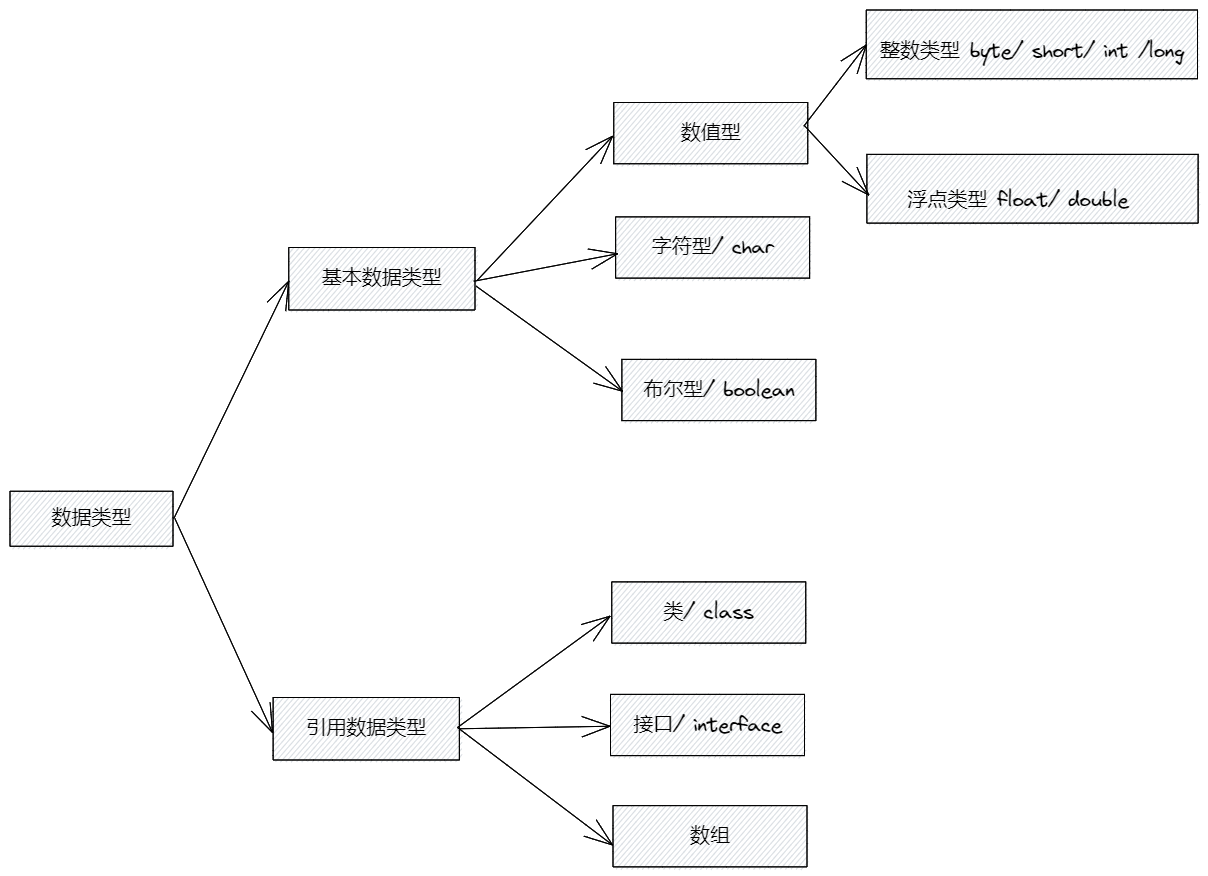 整数类型 byte/ short/ int /long
数值型
浮点类型 float/ double
字符型/ char
基本数据类型
布尔型/ boolean
数据类型
类/ class
引用数据类型
接口/ interface
数组